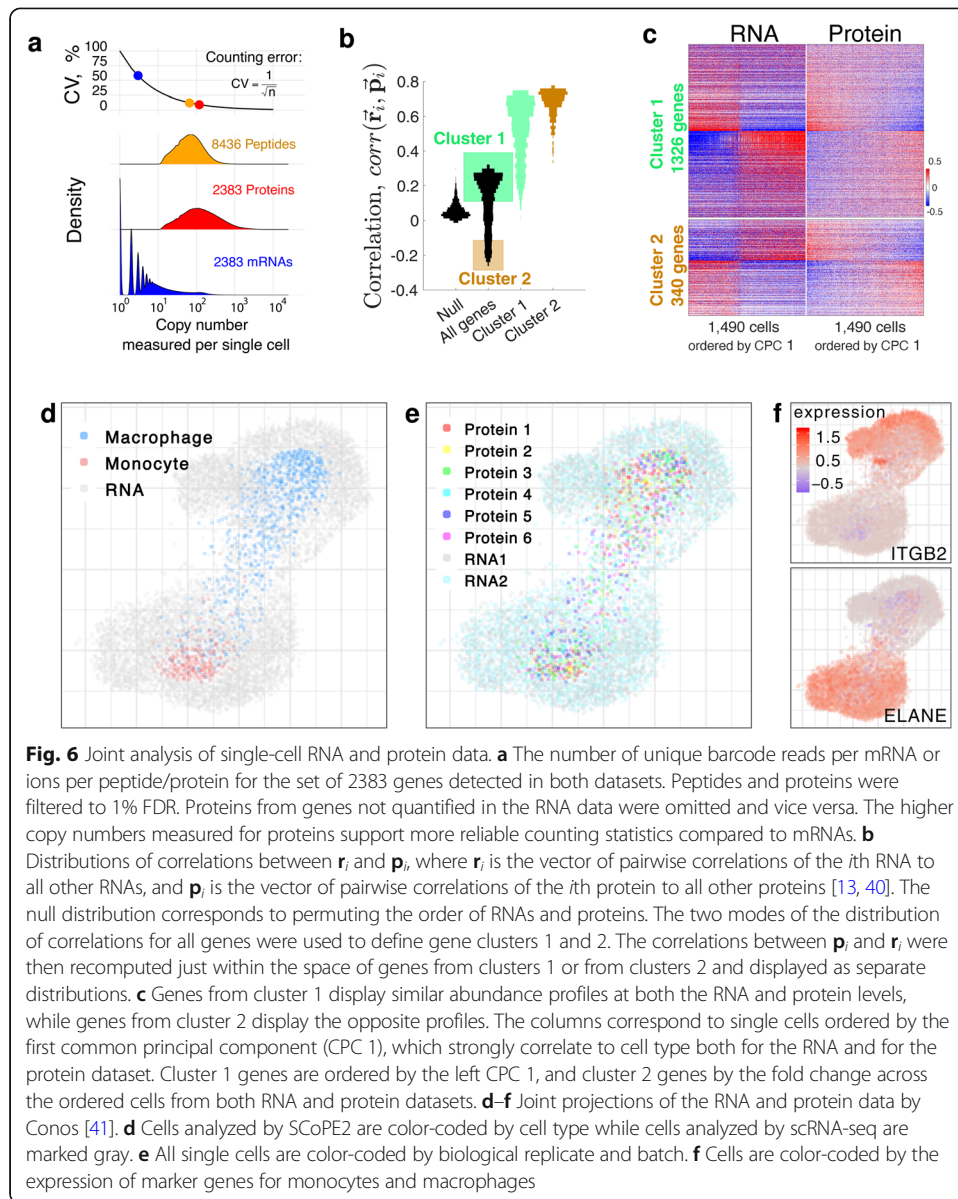 a
CV, %
100
75
50
25
0
Counting error:
CV = 1/√n
8436 Peptides
2383 Proteins
2383 mRNAs
Density
10⁰ 10¹ 10² 10³ 10⁴
Copy number
measured per single cell
b
Correlation, corr(r⃗ᵢ, p⃗ᵢ)
0.8
0.6
0.4
0.2
0
-0.2
-0.4
Cluster 1
Cluster 2
Null
All genes
Cluster 1
Cluster 2
c
RNA Protein
Cluster 1
1326 genes
Cluster 2
340 genes
0.5
0
-0.5
1,490 cells 1,490 cells
ordered by CPC 1 ordered by CPC 1
d
Macrophage
Monocyte
RNA
e
Protein 1
Protein 2
Protein 3
Protein 4
Protein 5
Protein 6
RNA1
RNA2
f
expression
1.5
0.5
−0.5
ITGB2
ELANE
Fig. 6 Joint analysis of single-cell RNA and protein data. a The number of unique barcode reads per mRNA or
ions per peptide/protein for the set of 2383 genes detected in both datasets. Peptides and proteins were
filtered to 1% FDR. Proteins from genes not quantified in the RNA data were omitted and vice versa. The higher
copy numbers measured for proteins support more reliable counting statistics compared to mRNAs. b
Distributions of correlations between rᵢ and pᵢ, where rᵢ is the vector of pairwise correlations of the ith RNA to
all other RNAs, and pᵢ is the vector of pairwise correlations of the ith protein to all other proteins [13, 40]. The
null distribution corresponds to permuting the order of RNAs and proteins. The two modes of the distribution
of correlations for all genes were used to define gene clusters 1 and 2. The correlations between pᵢ and rᵢ were
then recomputed just within the space of genes from clusters 1 or from clusters 2 and displayed as separate
distributions. c Genes from cluster 1 display similar abundance profiles at both the RNA and protein levels,
while genes from cluster 2 display the opposite profiles. The columns correspond to single cells ordered by the
first common principal component (CPC 1), which strongly correlate to cell type both for the RNA and for the
protein dataset. Cluster 1 genes are ordered by the left CPC 1, and cluster 2 genes by the fold change across
the ordered cells from both RNA and protein datasets. d–f Joint projections of the RNA and protein data by
Conos [41]. d Cells analyzed by SCoPE2 are color-coded by cell type while cells analyzed by scRNA-seq are
marked gray. e All single cells are color-coded by biological replicate and batch. f Cells are color-coded by the
expression of marker genes for monocytes and macrophages